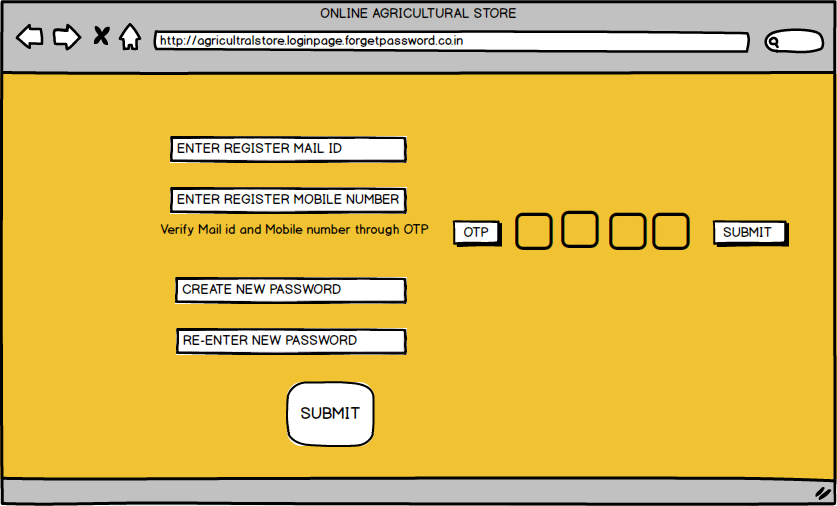 ONLINE AGRICULTURAL STORE
http://agricultralstore.loginpage.forgetpassword.co.in
ENTER REGISTER MAIL ID
ENTER REGISTER MOBILE NUMBER
Verify Mail id and Mobile number through OTP
OTP
SUBMIT
CREATE NEW PASSWORD
RE-ENTER NEW PASSWORD
SUBMIT